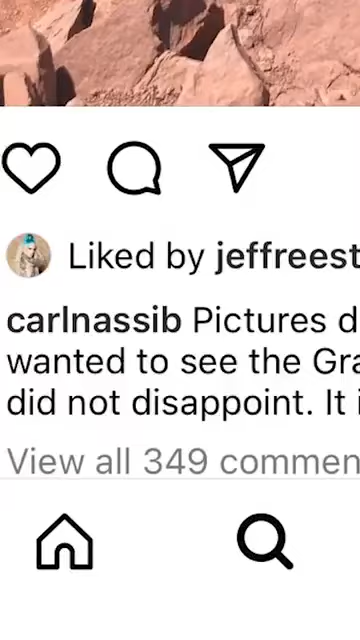 Liked by jeffreest
carlnassib Pictures d
wanted to see the Gra
did not disappoint. It i
View all 349 commen